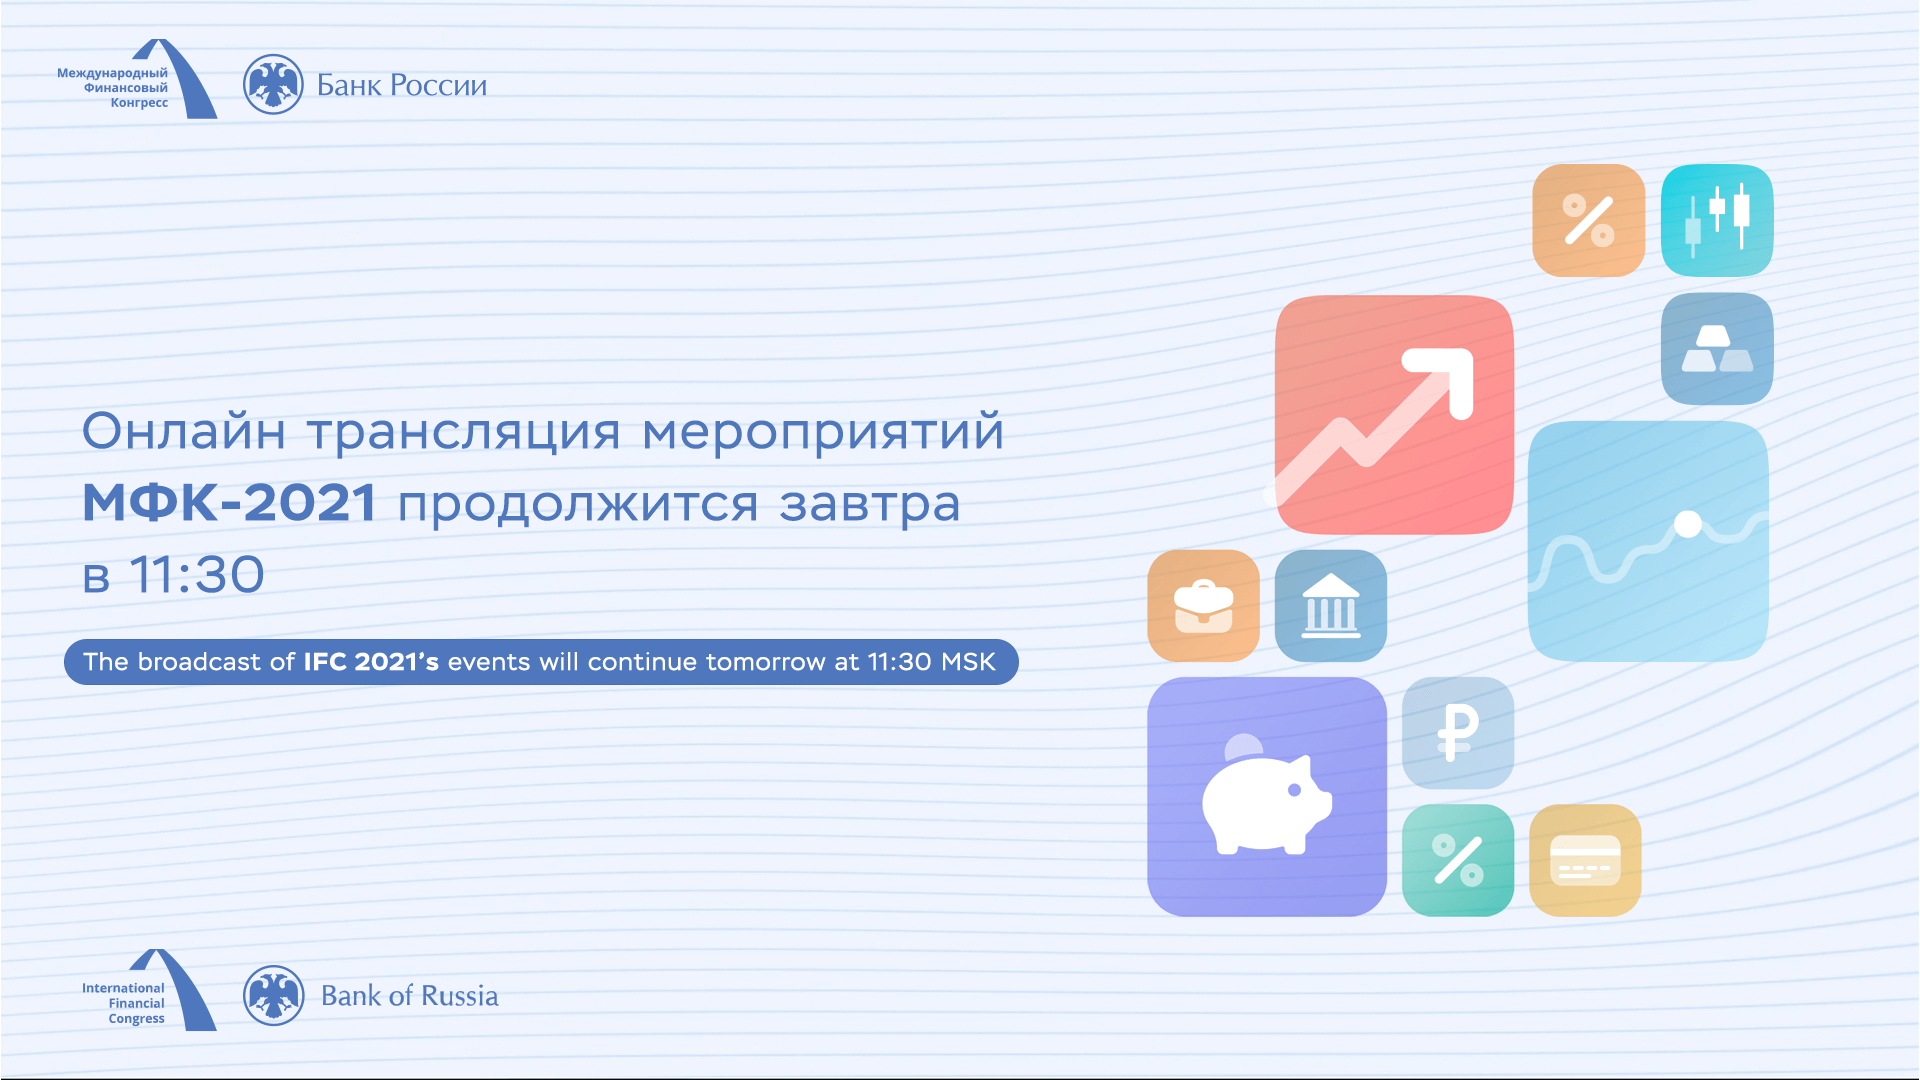 Международный
Финансовый
Конгресс
Банк России
Онлайн трансляция мероприятий
МФК-2021 продолжится завтра
в 11:30
The broadcast of IFC 2021’s events will continue tomorrow at 11:30 MSK
International
Financial
Congress
Bank of Russia